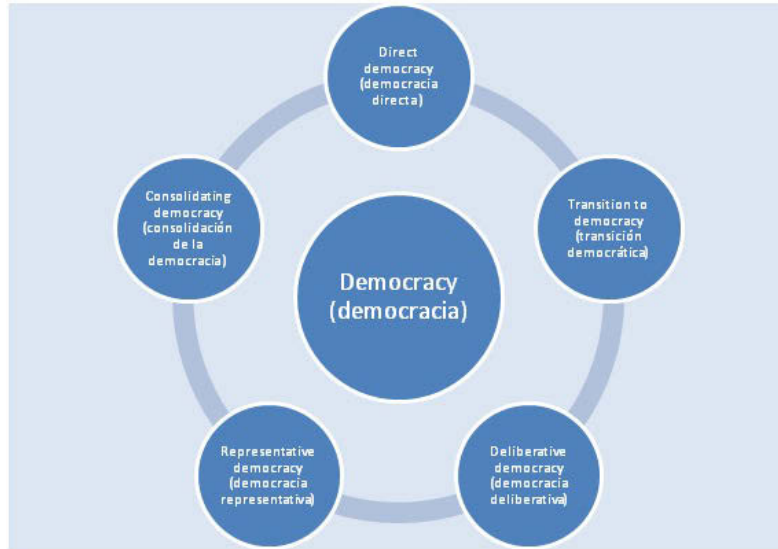 Direct
democracy
(democracia
directa)
Transition to
democracy
(transición
democrática)
Deliberative
democracy
(democracia
deliberativa)
Representative
democracy
(democracia
representativa)
Consolidating
democracy
(consolidación
de la
democracia)
Democracy
(democracia)